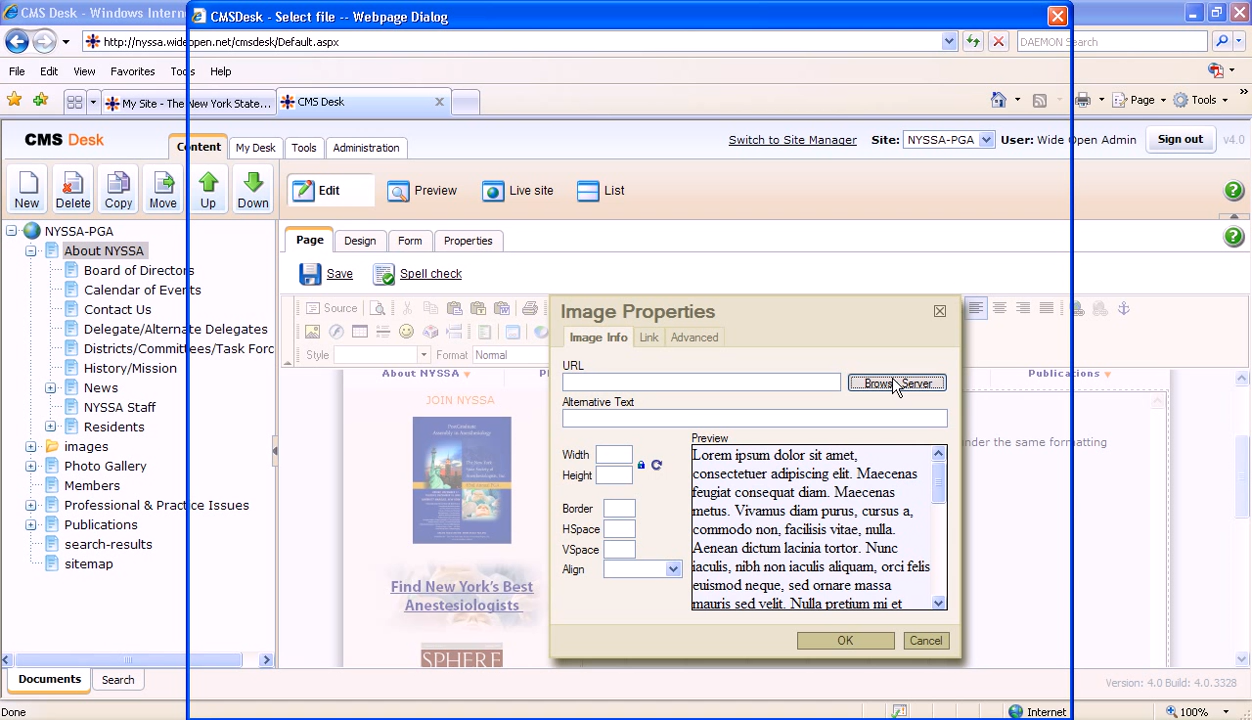 CMS Desk - Windows Intern
CMSDesk - Select file -- Webpage Dialog
http://nyssa.wideopen.net/cmsdesk/Default.aspx
DAEMON Search
File Edit View Favorites Tools Help
My Site - The New York State...
CMS Desk
Page
Tools
CMS Desk
Content
My Desk
Tools
Administration
Switch to Site Manager
Site: NYSSA-PGA
User: Wide Open Admin
Sign out
v4.0
New
Delete
Copy
Move
Up
Down
Edit
Preview
Live site
List
NYSSA-PGA
About NYSSA
Board of Directors
Calendar of Events
Contact Us
Delegate/Alternate Delegates
Districts/Committees/Task Forc
History/Mission
News
NYSSA Staff
Residents
images
Photo Gallery
Members
Professional & Practice Issues
Publications
search-results
sitemap
Page
Design
Form
Properties
Save
Spell check
Source
Style
Format Normal
About NYSSA
Publications
JOIN NYSSA
nder the same formatting
Find New York's Best
Anestesiologists
SPHERE
Image Properties
Image Info
Link
Advanced
URL
Browse Server
Alternative Text
Width
Height
Border
HSpace
VSpace
Align
Preview
Lorem ipsum dolor sit amet,
consectetuer adipiscing elit. Maecenas
feugiat consequat diam. Maecenas
metus. Vivamus diam purus, cursus a,
commodo non, facilisis vitae, nulla.
Aenean dictum lacinia tortor. Nunc
iaculis, nibh non iaculis aliquam, orci felis
euismod neque, sed ornare massa
mauris sed velit. Nulla pretium mi et
OK
Cancel
Documents
Search
Version: 4.0 Build: 4.0.3328
Done
Internet
100%